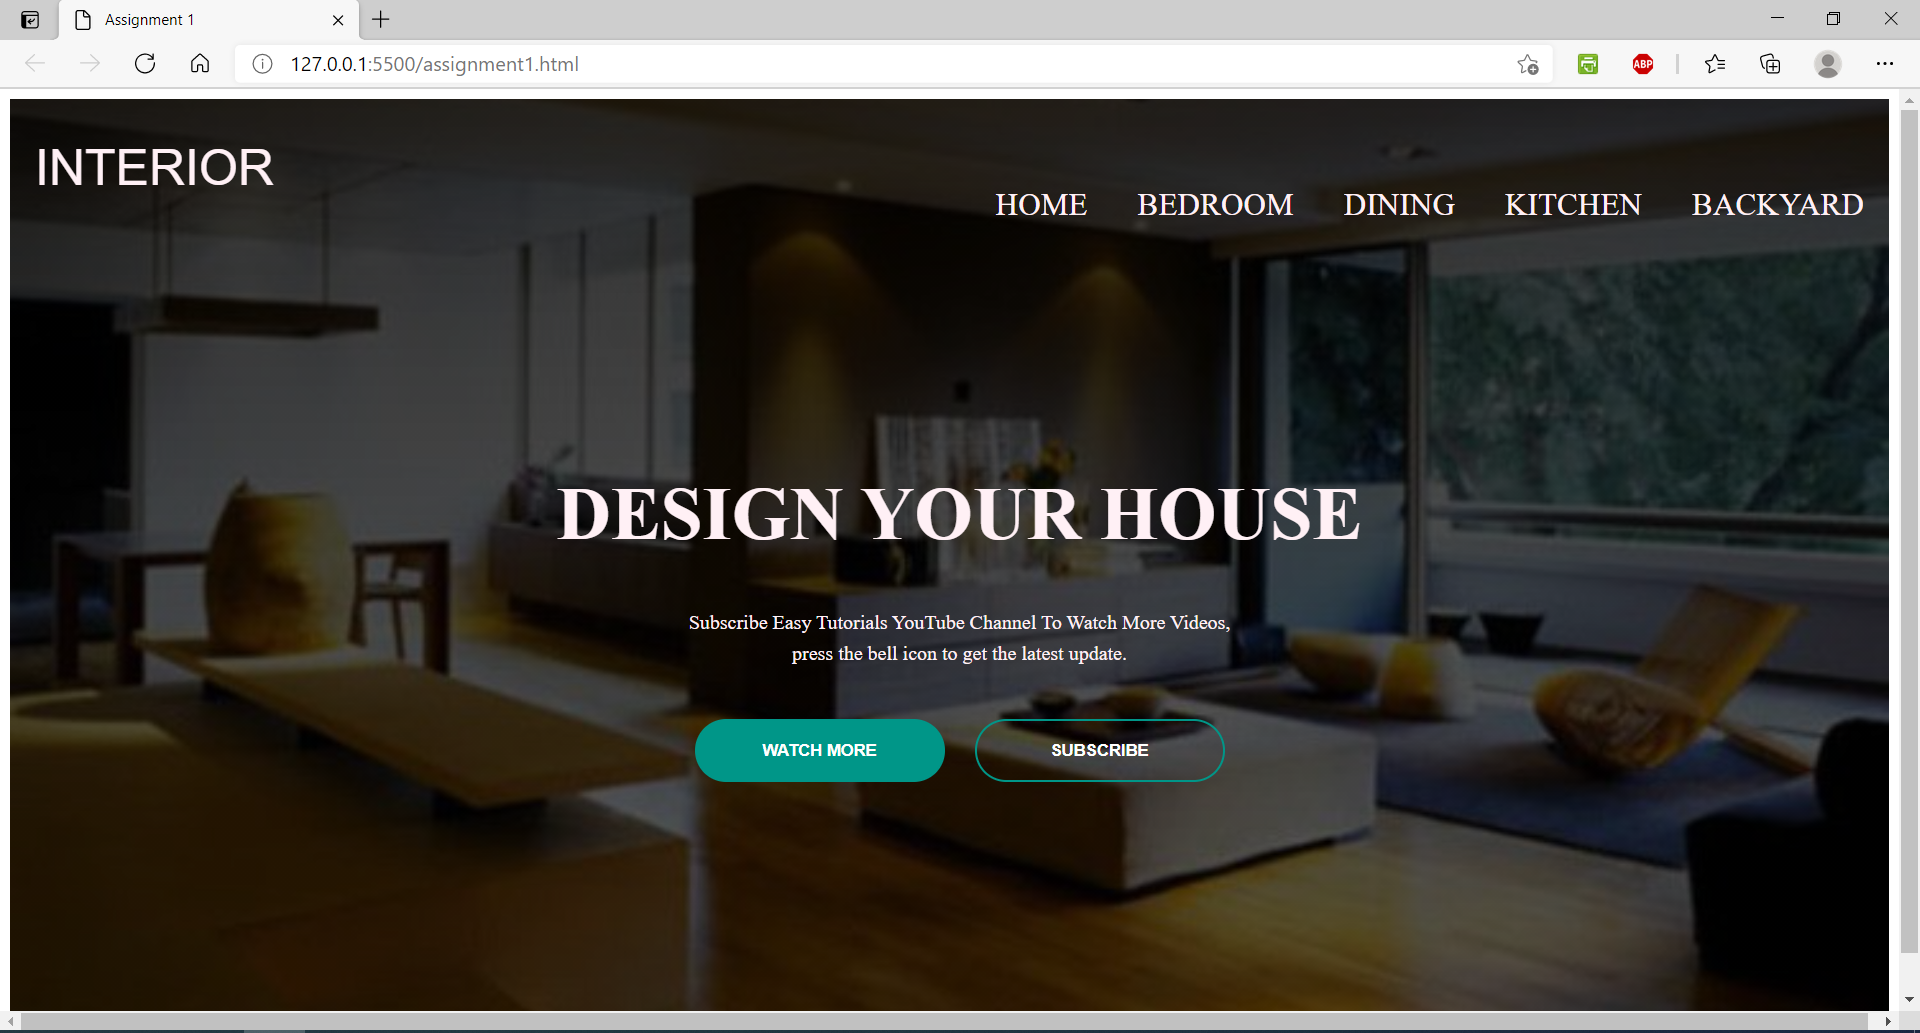 Assignment 1
127.0.0.1:5500/assignment1.html
ABP
INTERIOR
HOME BEDROOM DINING KITCHEN BACKYARD
DESIGN YOUR HOUSE
Subscribe Easy Tutorials YouTube Channel To Watch More Videos,
press the bell icon to get the latest update.
WATCH MORE SUBSCRIBE